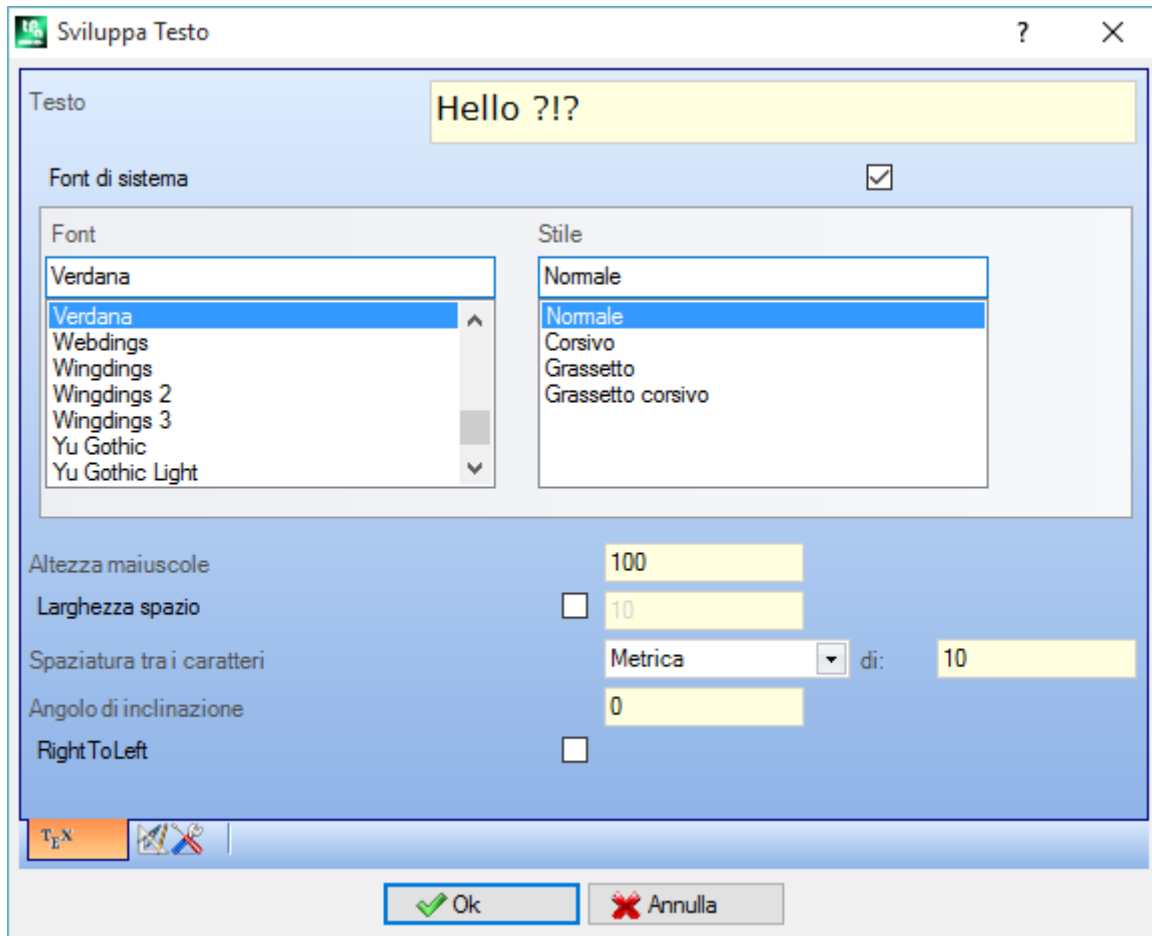 Sviluppa Testo
Testo
Hello ?!?
Font di sistema
Font
Stile
Verdana
Normale
Verdana
Webdings
Wingdings
Wingdings 2
Wingdings 3
Yu Gothic
Yu Gothic Light
Normale
Corsivo
Grassetto
Grassetto corsivo
Altezza maiuscole 100
Larghezza spazio 10
Spaziatura tra i caratteri Metrica di: 10
Angolo di inclinazione 0
RightToLeft
TEX
Ok Annulla